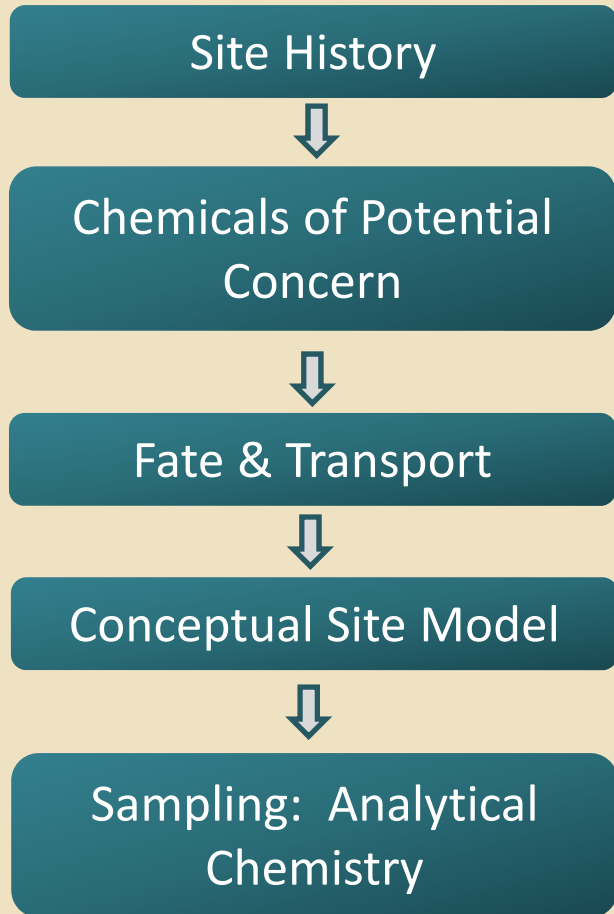 Site History
Chemicals of Potential
Concern
Fate & Transport
Conceptual Site Model
Sampling:  Analytical
Chemistry